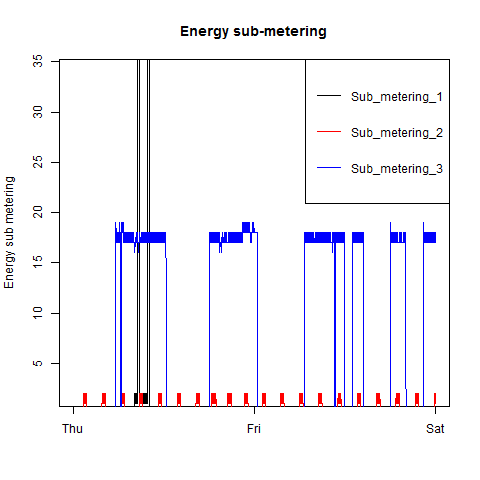 Energy sub-metering
Energy sub metering
35
30
25
20
15
10
5
Sub_metering_1
Sub_metering_2
Sub_metering_3
Thu
Fri
Sat